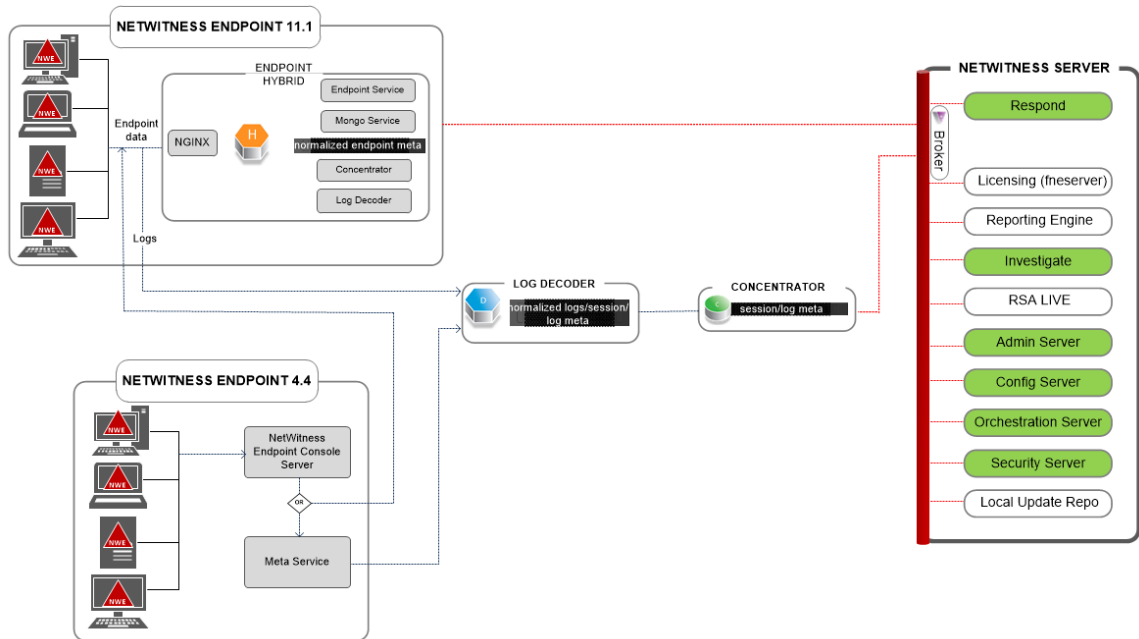 NETWITNESS ENDPOINT 11.1
NWE
NWE
NWE
NWE
Endpoint
data
Logs
ENDPOINT
HYBRID
NGINX
H
Endpoint Service
Mongo Service
normalized endpoint meta
Concentrator
Log Decoder
LOG DECODER
D
normalized logs/session/
log meta
CONCENTRATOR
C
session/log meta
NETWITNESS ENDPOINT 4.4
NWE
NWE
NWE
NWE
NetWitness
Endpoint Console
Server
OR
Meta Service
NETWITNESS SERVER
Broker
Respond
Licensing (fneserver)
Reporting Engine
Investigate
RSA LIVE
Admin Server
Config Server
Orchestration Server
Security Server
Local Update Repo